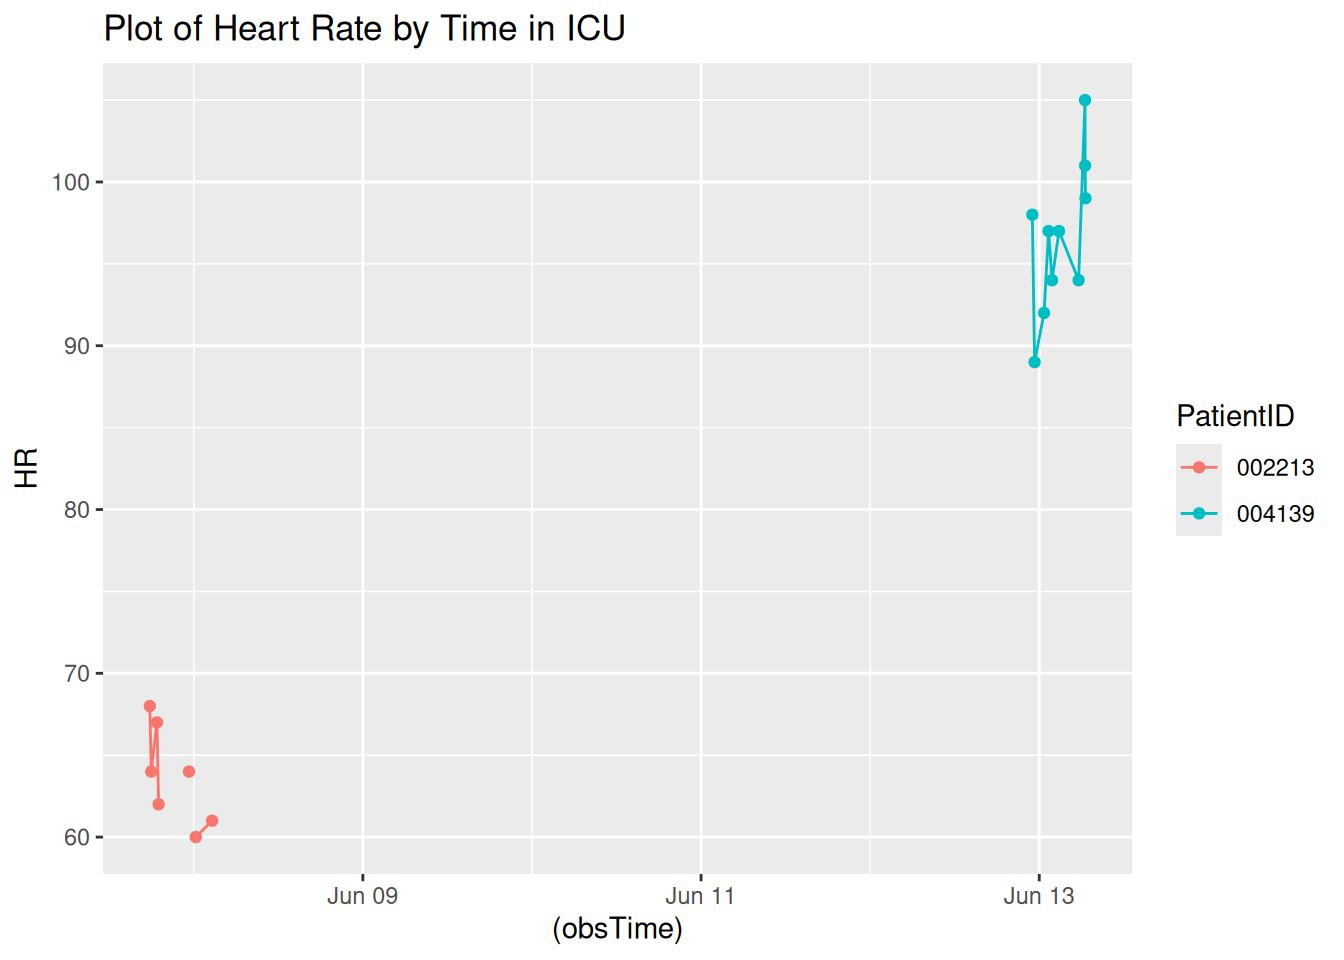 Plot of Heart Rate by Time in ICU
HR
100
90
80
70
60
Jun 09
Jun 11
Jun 13
(obsTime)
PatientID
002213
004139